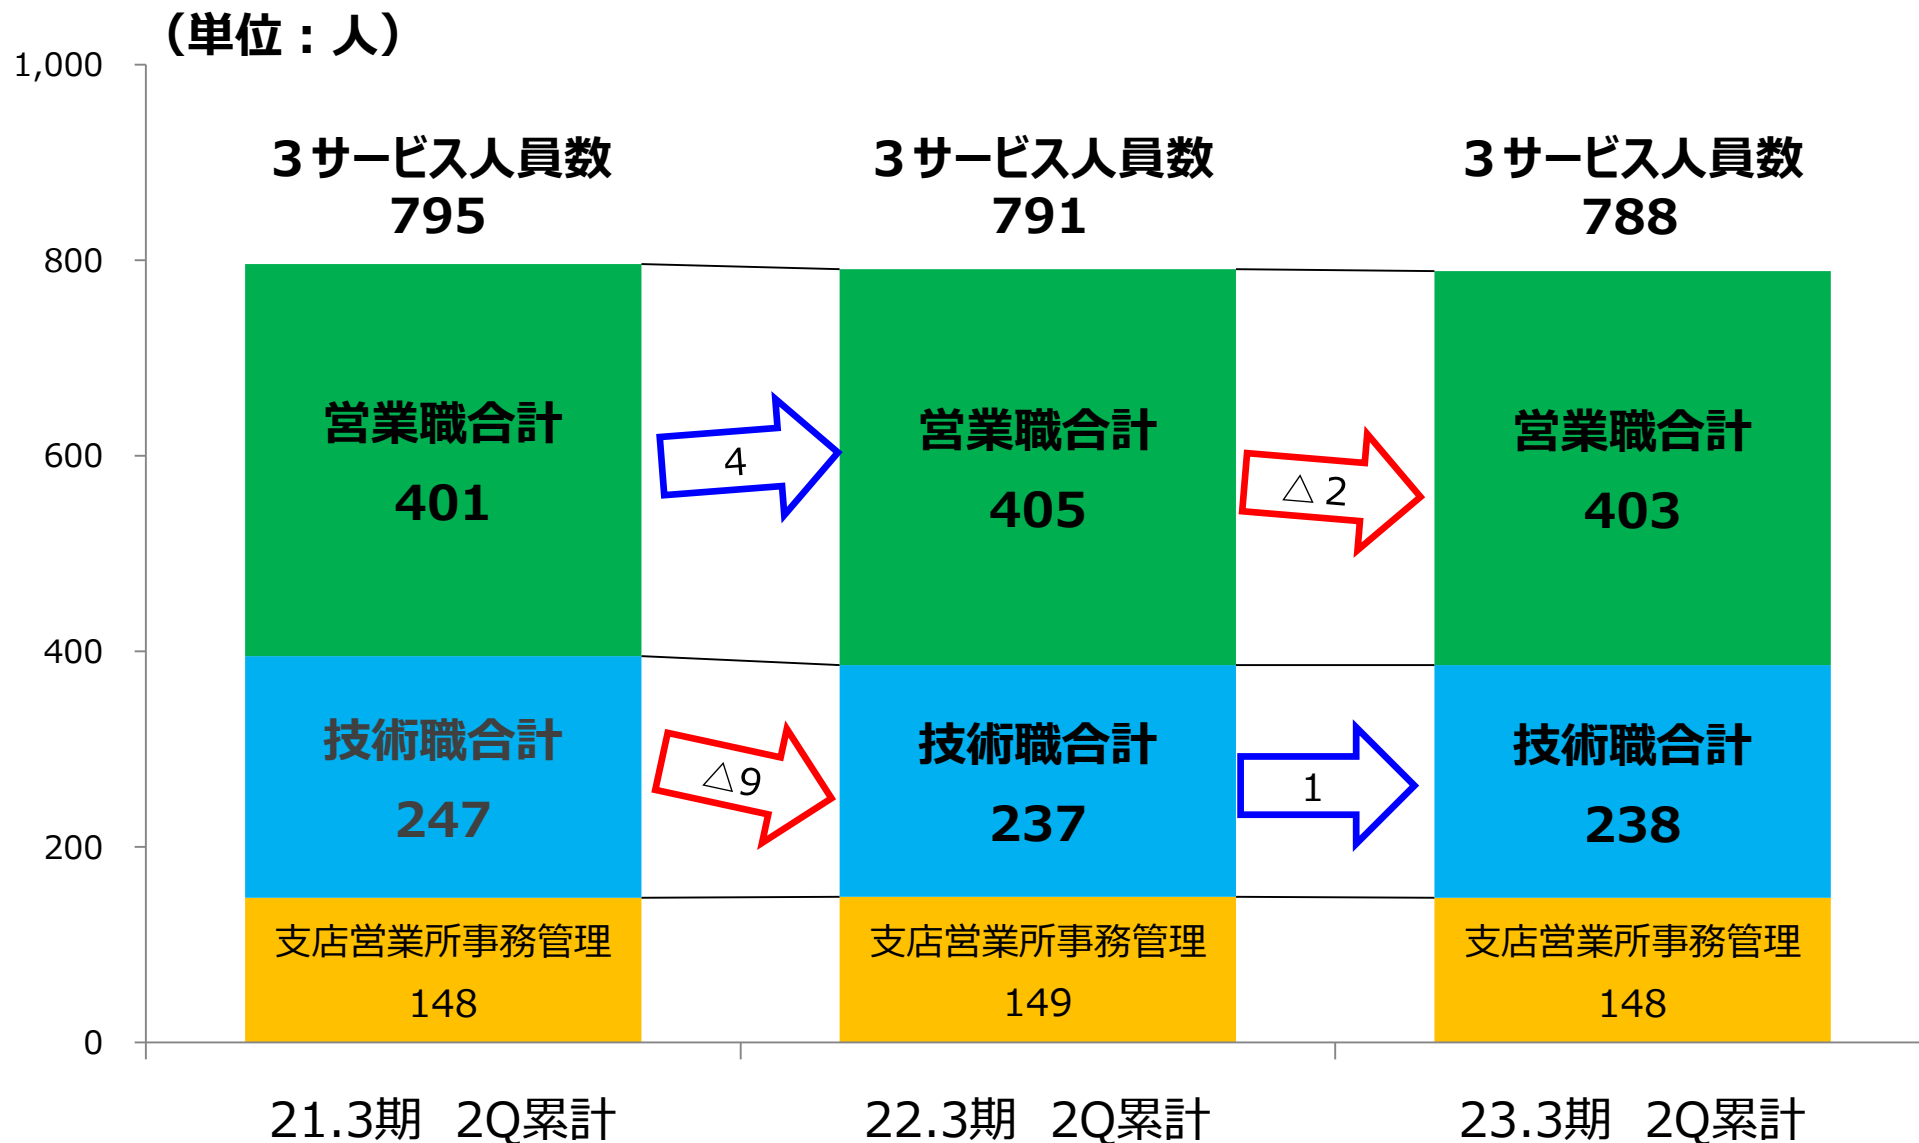 （単位：人）
1,000
800
600
400
200
0
３サービス人員数
795
３サービス人員数
791
３サービス人員数
788
営業職合計
401
4
営業職合計
405
△２
営業職合計
403
技術職合計
247
△9
技術職合計
237
1
技術職合計
238
支店営業所事務管理
148
支店営業所事務管理
149
支店営業所事務管理
148
21.3期　2Q累計
22.3期　2Q累計
23.3期　2Q累計